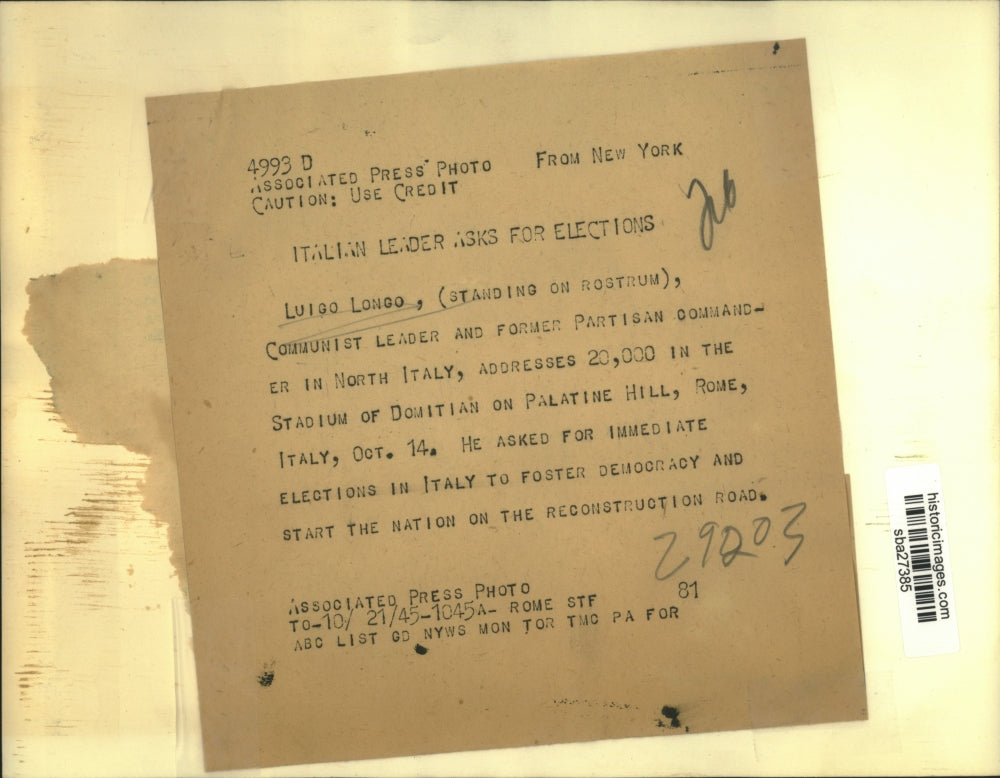 4993 D
ASSOCIATED PRESS PHOTO FROM NEW YORK
CAUTION: USE CREDIT
26
ITALIAN LEADER ASKS FOR ELECTIONS
LUIGO LONGO, (STANDING ON ROSTRUM),
COMMUNIST LEADER AND FORMER PARTISAN COMMAND-
ER IN NORTH ITALY, ADDRESSES 20,000 IN THE
STADIUM OF DOMITIAN ON PALATINE HILL, ROME,
ITALY, OCT. 14. HE ASKED FOR IMMEDIATE
ELECTIONS IN ITALY TO FOSTER DEMOCRACY AND
START THE NATION ON THE RECONSTRUCTION ROAD.
29203
ASSOCIATED PRESS PHOTO 81
TO-10/ 21/45-1045A- ROME STF
ABC LIST GD NYWS MON TOR TMC PA FOR
historicimages.com
sba27385